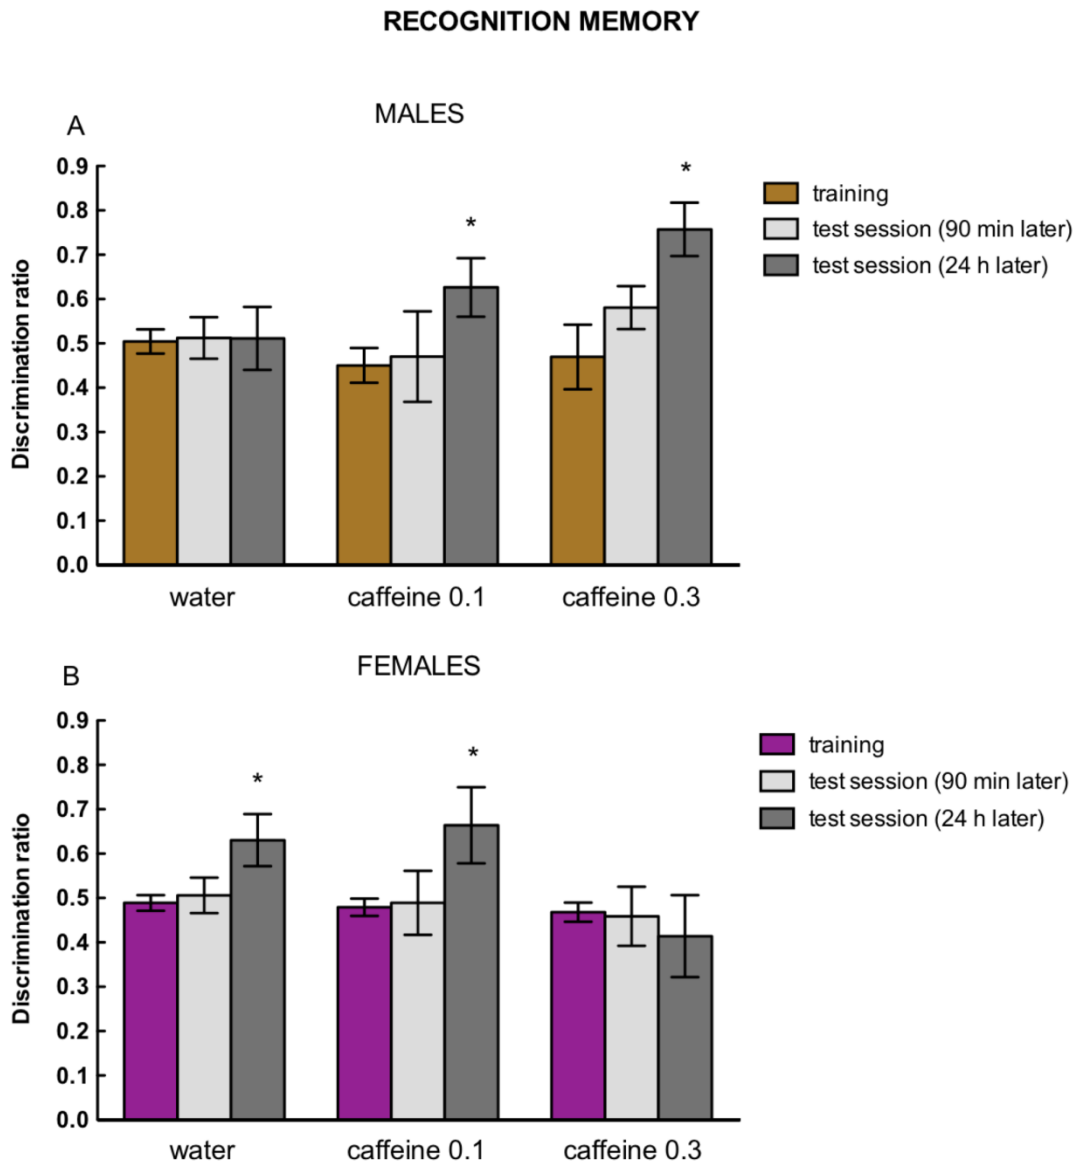 RECOGNITION MEMORY
A
MALES
0.9
0.8
0.7
0.6
0.5
0.4
0.3
0.2
0.1
0.0
Discrimination ratio
*
*
training
test session (90 min later)
test session (24 h later)
water
caffeine 0.1
caffeine 0.3
B
FEMALES
0.9
0.8
0.7
0.6
0.5
0.4
0.3
0.2
0.1
0.0
Discrimination ratio
*
*
training
test session (90 min later)
test session (24 h later)
water
caffeine 0.1
caffeine 0.3